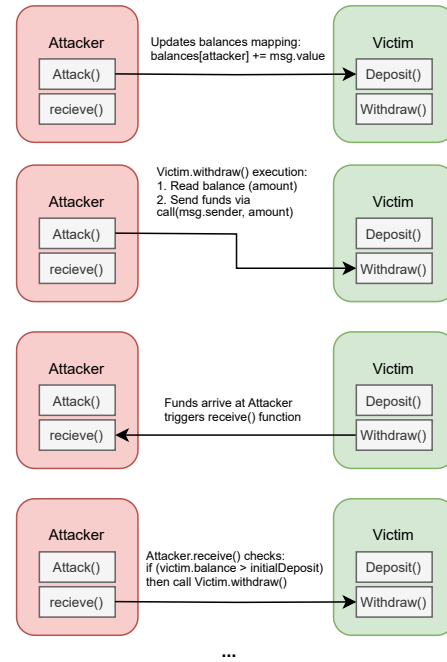 Attacker
Attack()
recieve()
Updates balances mapping:
balances[attacker] += msg.value
Victim
Deposit()
Withdraw()
Attacker
Attack()
recieve()
Victim.withdraw() execution:
1. Read balance (amount)
2. Send funds via
call(msg.sender, amount)
Victim
Deposit()
Withdraw()
Attacker
Attack()
recieve()
Funds arrive at Attacker
triggers receive() function
Victim
Deposit()
Withdraw()
Attacker
Attack()
recieve()
Attacker.receive() checks:
if (victim.balance > initialDeposit)
then call Victim.withdraw()
Victim
Deposit()
Withdraw()
...